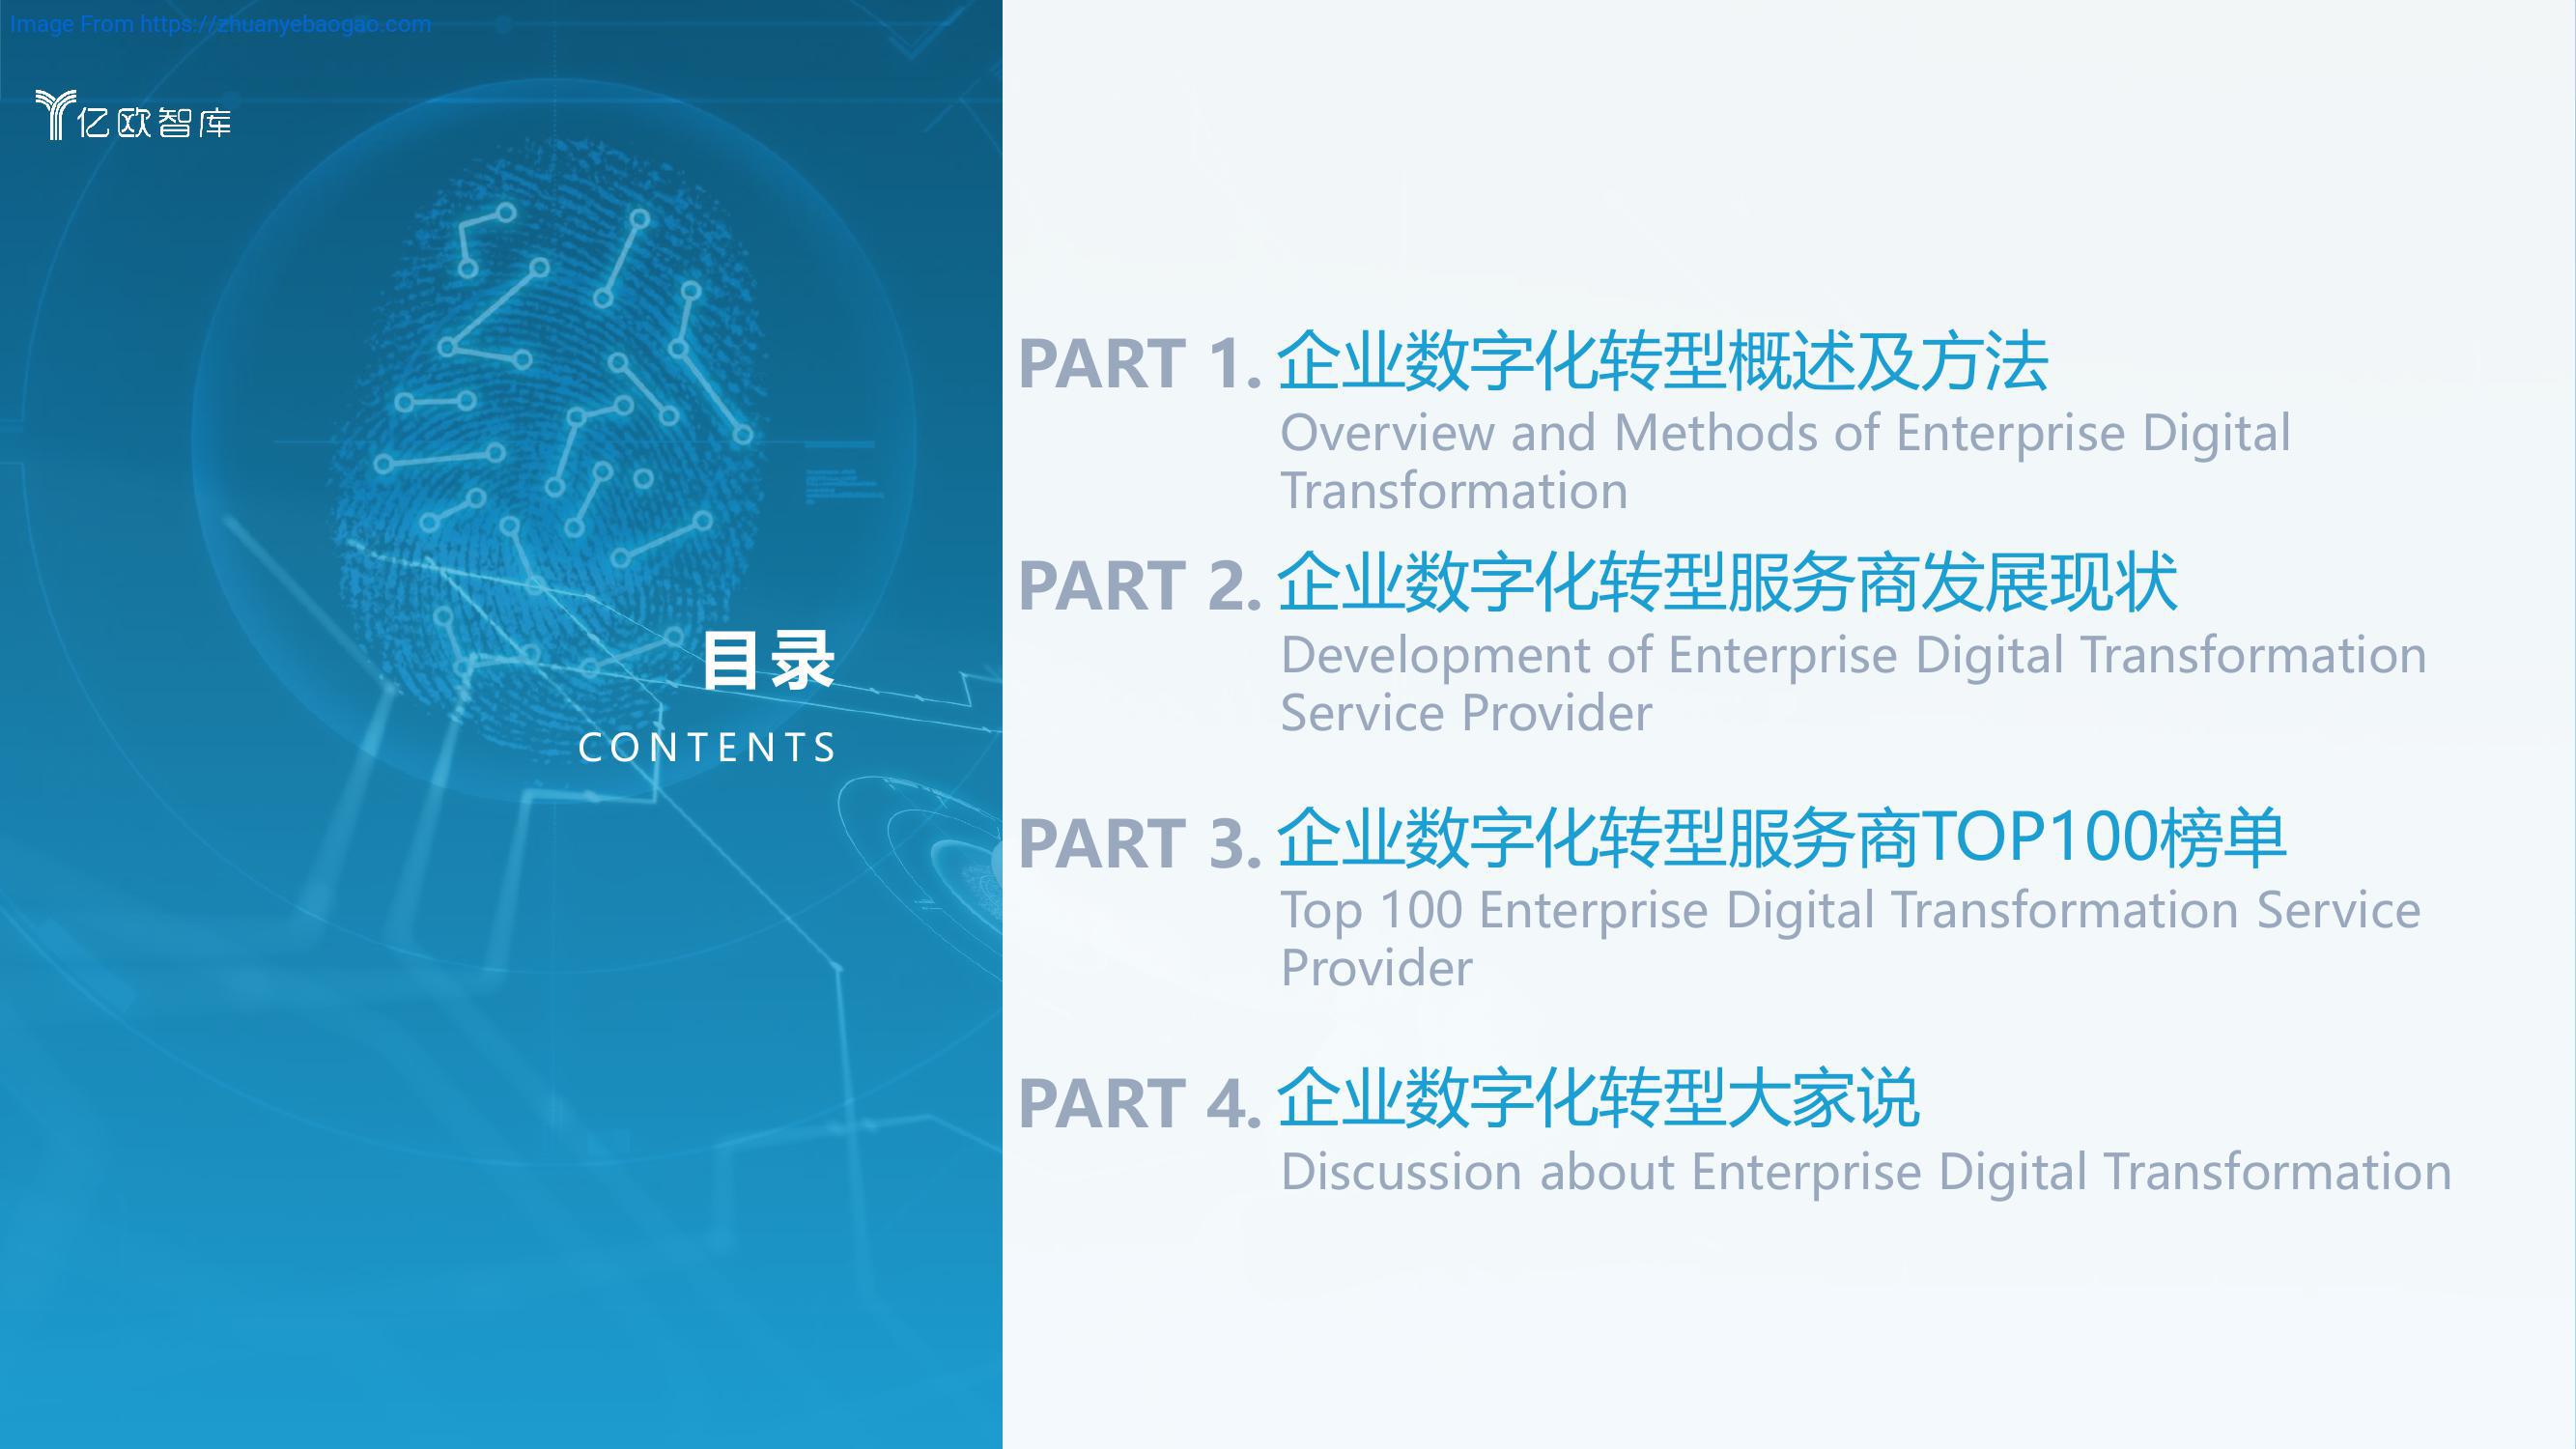 Image From https://zhuanyebaogao.com
亿欧智库
目录
CONTENTS
PART 1. 企业数字化转型概述及方法
Overview and Methods of Enterprise Digital
Transformation
PART 2. 企业数字化转型服务商发展现状
Development of Enterprise Digital Transformation
Service Provider
PART 3. 企业数字化转型服务商TOP100榜单
Top 100 Enterprise Digital Transformation Service
Provider
PART 4. 企业数字化转型大家说
Discussion about Enterprise Digital Transformation